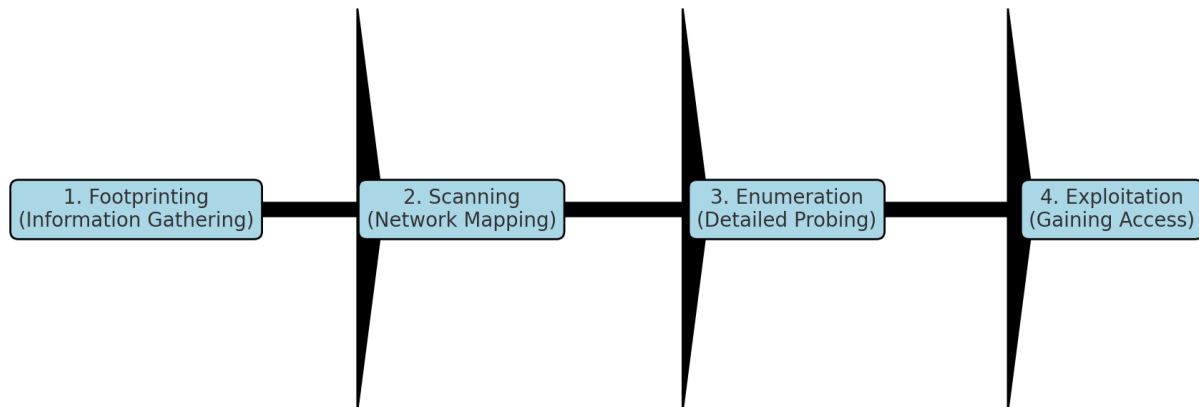 1. Footprinting
(Information Gathering)
2. Scanning
(Network Mapping)
3. Enumeration
(Detailed Probing)
4. Exploitation
(Gaining Access)